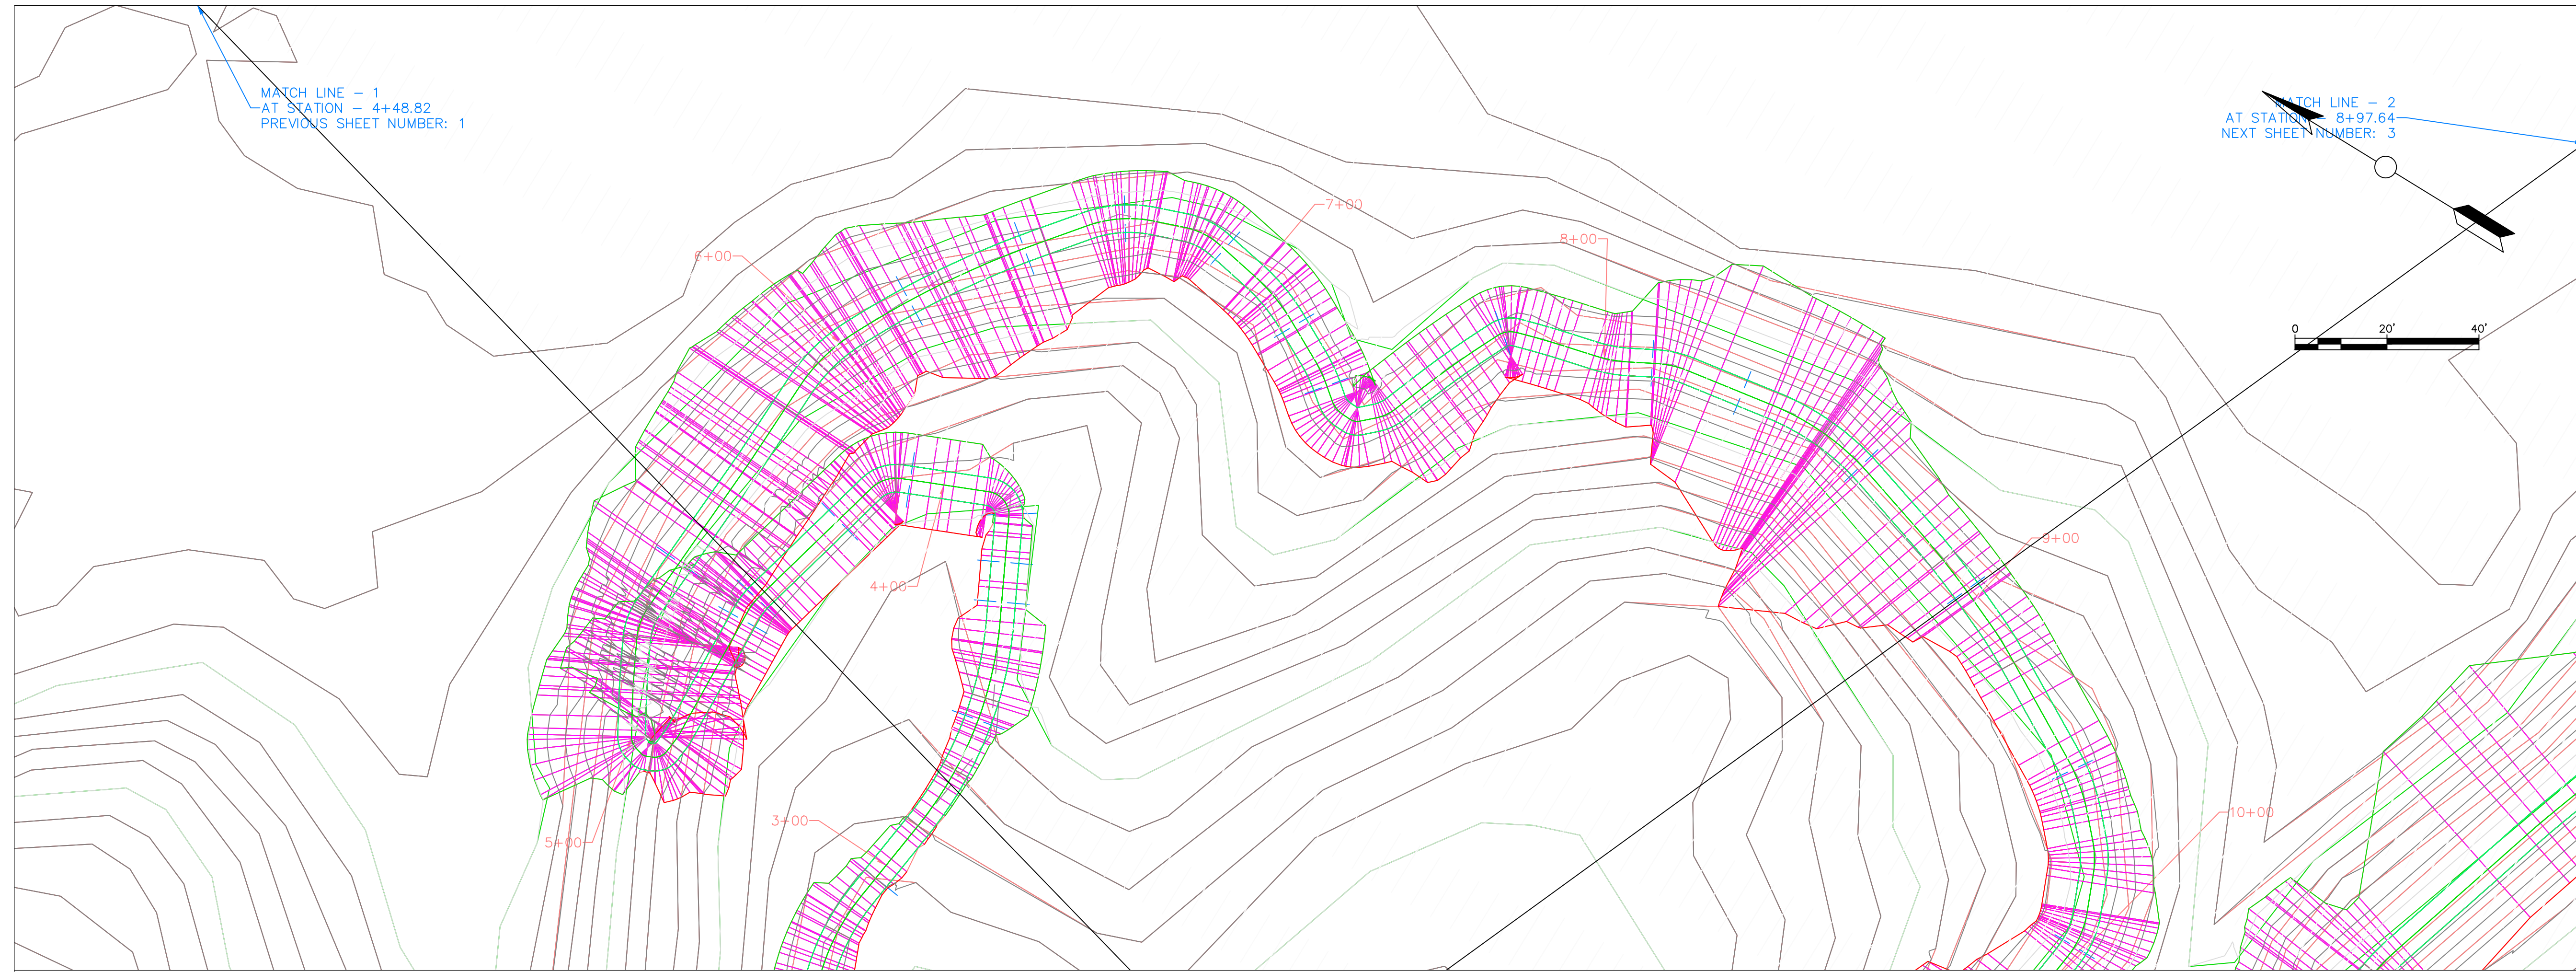 MATCH LINE - 1
AT STATION - 4+48.82
PREVIOUS SHEET NUMBER: 1
MATCH LINE - 2
AT STATION - 8+97.64
NEXT SHEET NUMBER: 3
7+00
8+00
6+00
0 20' 40'
9+00
4+00
3+00
10+00
5+00